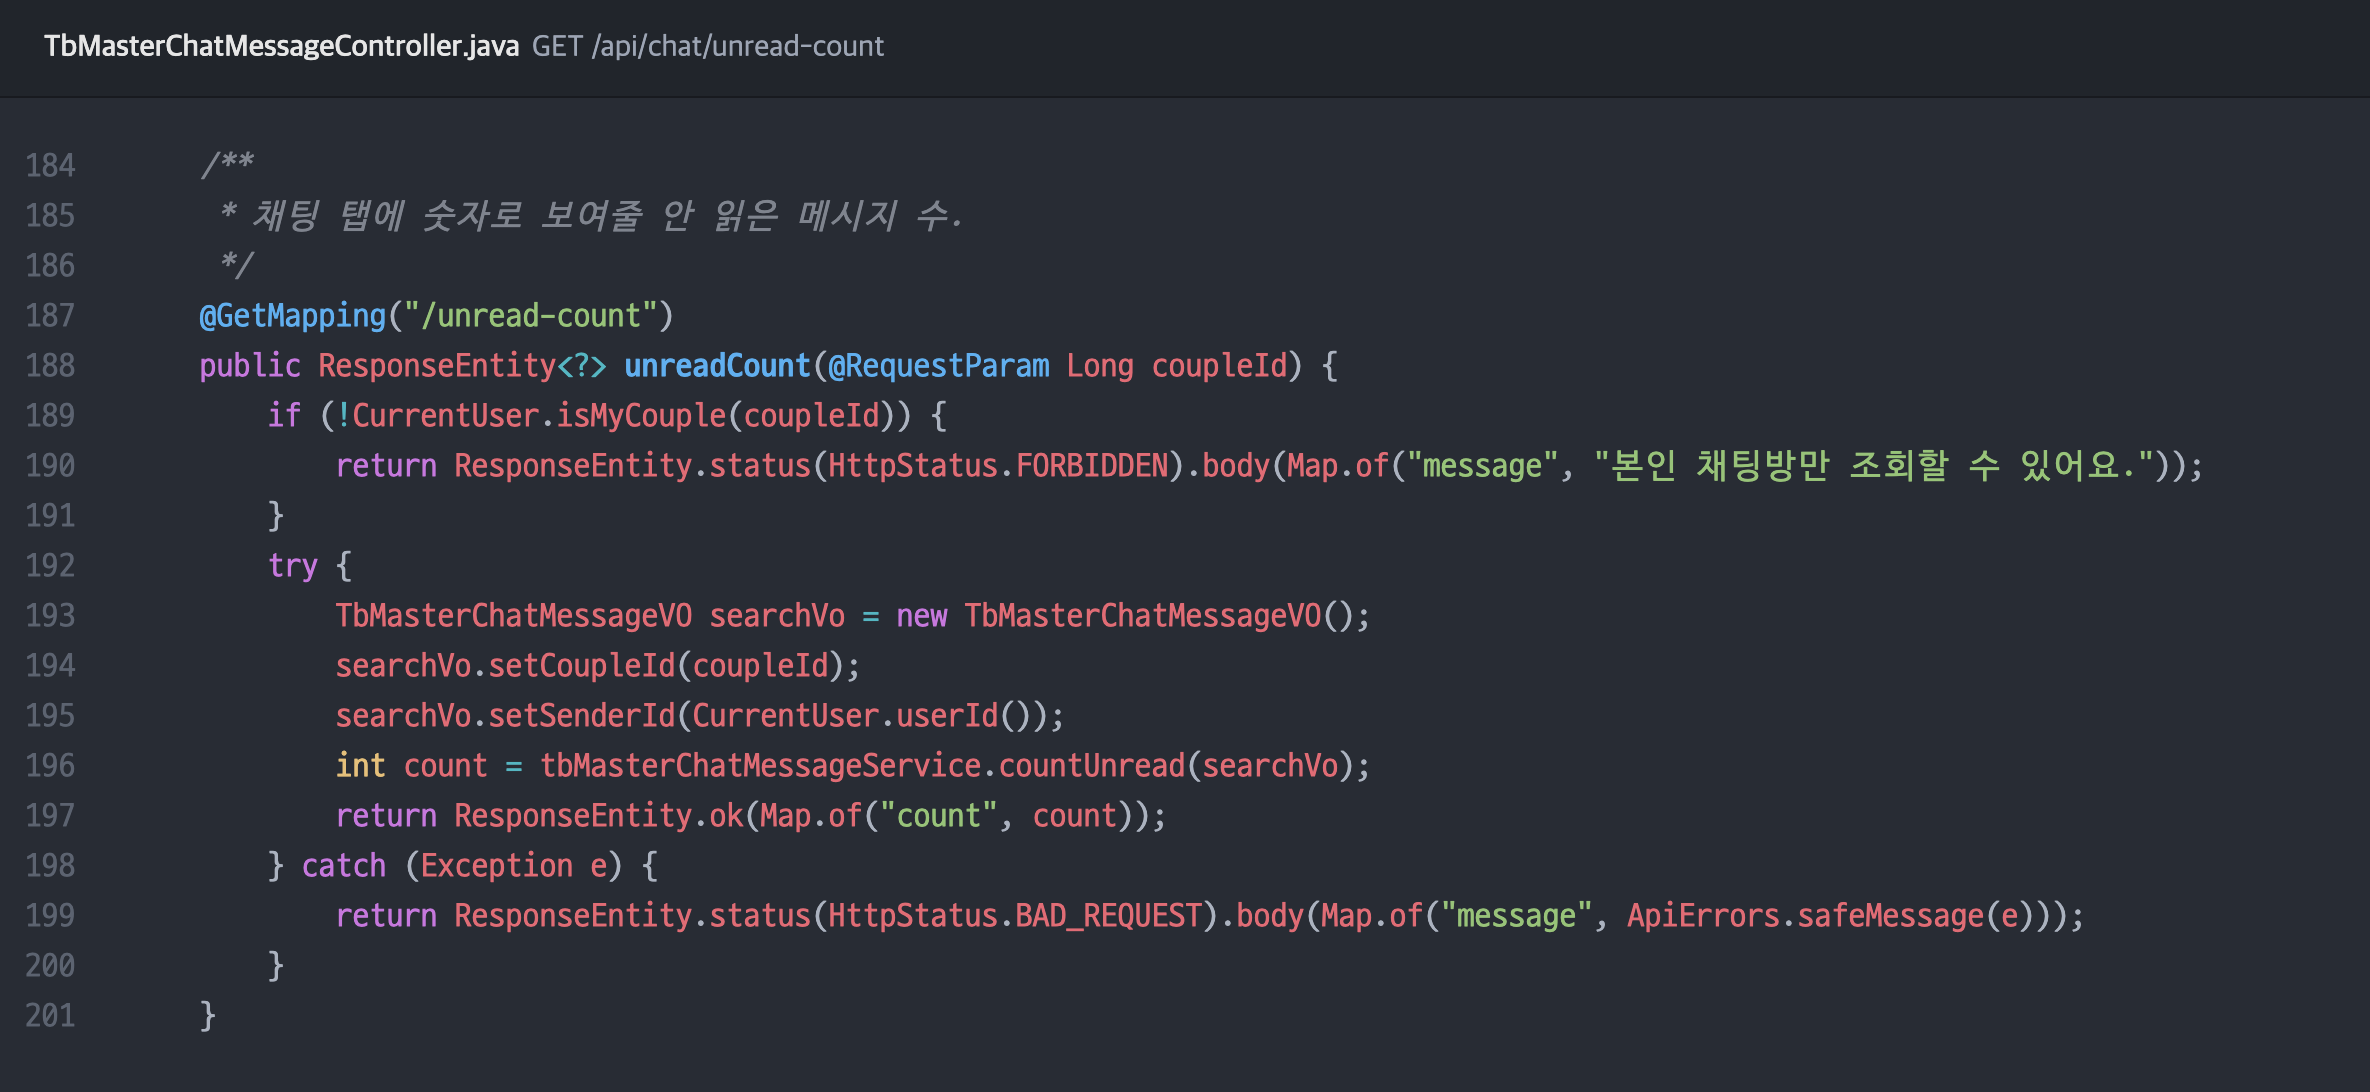 TbMasterChatMessageController.java GET /api/chat/unread-count
184 /**
185 * 채팅 탭에 숫자로 보여줄 안 읽은 메시지 수.
186 */
187 @GetMapping("/unread-count")
188 public ResponseEntity<?> unreadCount(@RequestParam Long coupleId) {
189 if (!CurrentUser.isMyCouple(coupleId)) {
190 return ResponseEntity.status(HttpStatus.FORBIDDEN).body(Map.of("message", "본인 채팅방만 조회할 수 있어요."));
191 }
192 try {
193 TbMasterChatMessageVO searchVo = new TbMasterChatMessageVO();
194 searchVo.setCoupleId(coupleId);
195 searchVo.setSenderId(CurrentUser.userId());
196 int count = tbMasterChatMessageService.countUnread(searchVo);
197 return ResponseEntity.ok(Map.of("count", count));
198 } catch (Exception e) {
199 return ResponseEntity.status(HttpStatus.BAD_REQUEST).body(Map.of("message", ApiErrors.safeMessage(e)));
200 }
201 }